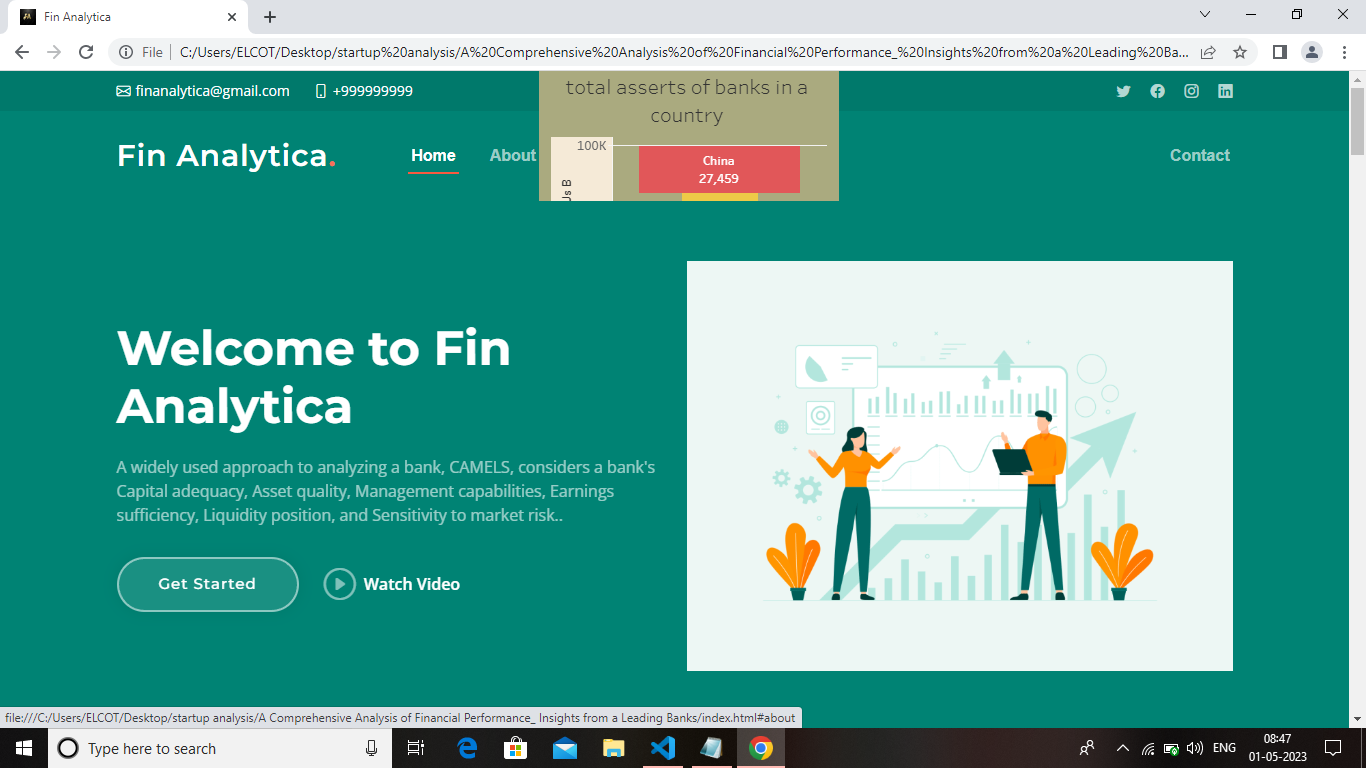 Fin Analytica
File
C:/Users/ELCOT/Desktop/startup%20analysis/A%20Comprehensive%20Analysis%20of%20Financial%20Performance_%20Insights%20from%20a%20Leading%20Ba...
finanalytica@gmail.com +999999999
total asserts of banks in a
country
100K
Us B
China
27,459
Fin Analytica.
Home About Contact
Welcome to Fin
Analytica
A widely used approach to analyzing a bank, CAMELS, considers a bank's
Capital adequacy, Asset quality, Management capabilities, Earnings
sufficiency, Liquidity position, and Sensitivity to market risk..
Get Started Watch Video
file:///C:/Users/ELCOT/Desktop/startup analysis/A Comprehensive Analysis of Financial Performance_ Insights from a Leading Banks/index.html#about
Type here to search
ENG
08:47
01-05-2023